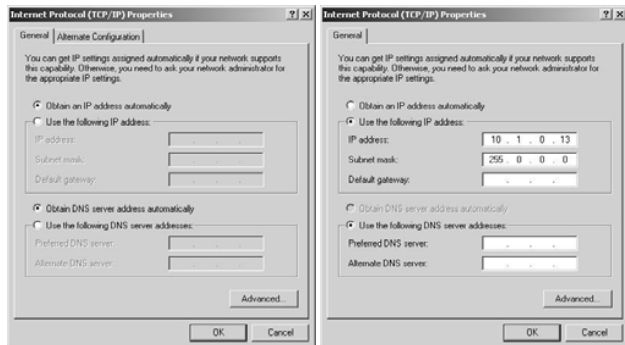 Internet Protocol (TCP/IP) Properties
General
Alternate Configuration
You can get IP settings assigned automatically if your network supports
this capability. Otherwise, you need to ask your network administrator for
the appropriate IP settings.
Obtain an IP address automatically
Use the following IP address:
IP address:
Subnet mask:
Default gateway:
Obtain DNS server address automatically
Use the following DNS server addresses:
Preferred DNS server:
Alternate DNS server:
Advanced...
OK
Cancel
Internet Protocol (TCP/IP) Properties
General
You can get IP settings assigned automatically if your network supports
this capability. Otherwise, you need to ask your network administrator for
the appropriate IP settings.
Obtain an IP address automatically
Use the following IP address:
IP address: 10 . 1 . 0 . 13
Subnet mask: 255 . 0 . 0 . 0
Default gateway:
Obtain DNS server address automatically
Use the following DNS server addresses:
Preferred DNS server:
Alternate DNS server:
Advanced...
OK
Cancel